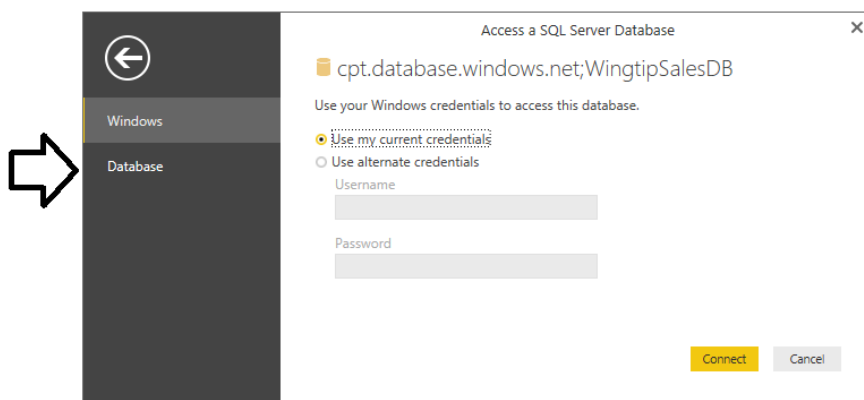 Access a SQL Server Database
cpt.database.windows.net;WingtipSalesDB
Windows
Database
Use your Windows credentials to access this database.
Use my current credentials
Use alternate credentials
Username
Password
Connect
Cancel